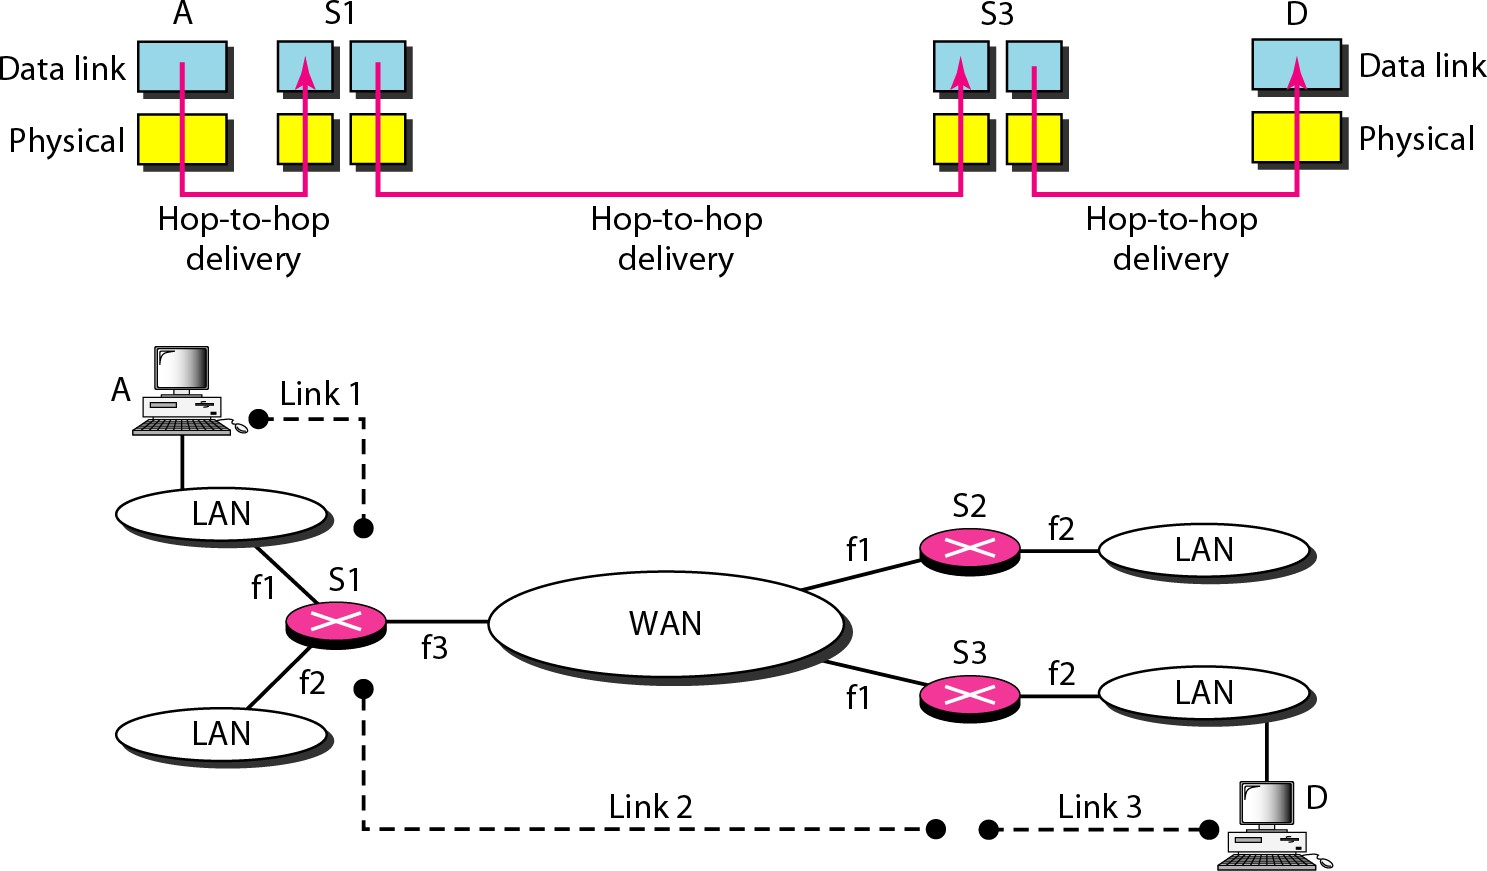 A
S1
S3
D
Data link
Data link
Physical
Physical
Hop-to-hop
delivery
Hop-to-hop
delivery
Hop-to-hop
delivery
A
Link 1
LAN
S2
f1
f2
LAN
f1
S1
WAN
f3
f2
S3
f1
f2
LAN
LAN
Link 2
Link 3
D